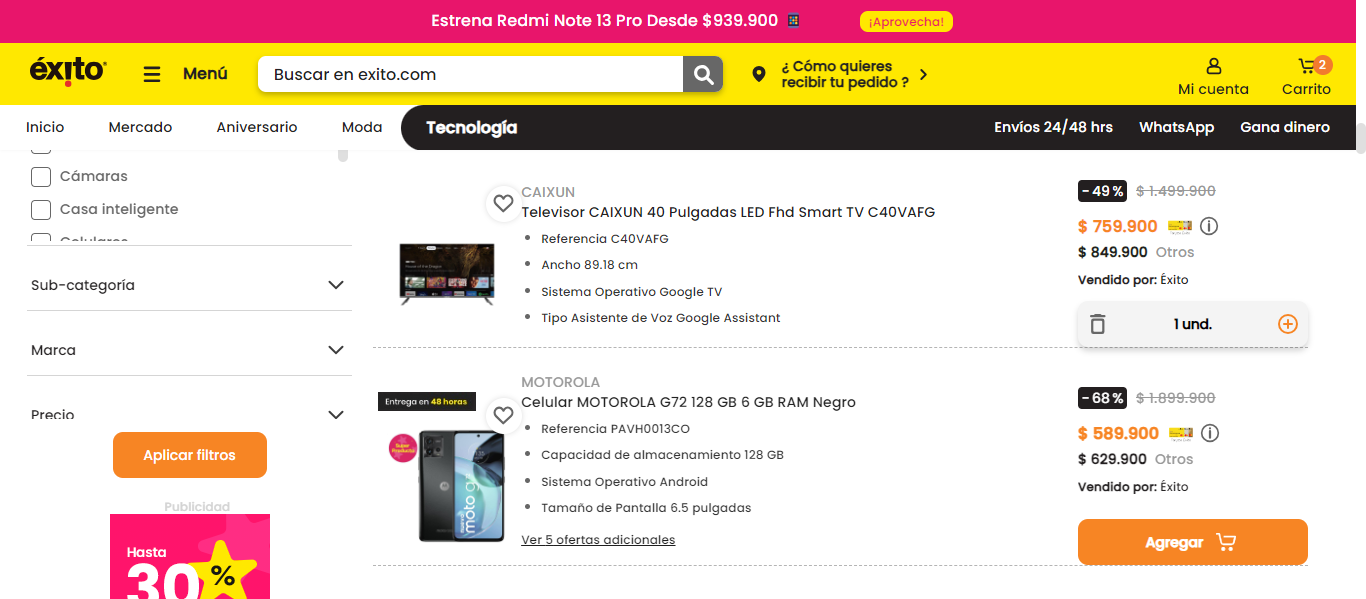 Estrena Redmi Note 13 Pro Desde $939.900
¡Aprovecha!
éxito
Menú
Buscar en exito.com
¿ Cómo quieres
recibir tu pedido ?
2
Mi cuenta
Carrito
Inicio
Mercado
Aniversario
Moda
Tecnología
Envíos 24/48 hrs
WhatsApp
Gana dinero
Cámaras
Casa inteligente
Celulares
Sub-categoría
Marca
Precio
Aplicar filtros
Publicidad
Hasta
30 %
CAIXUN
Televisor CAIXUN 40 Pulgadas LED Fhd Smart TV C40VAFG
Referencia C40VAFG
Ancho 89.18 cm
Sistema Operativo Google TV
Tipo Asistente de Voz Google Assistant
- 49 % $ 1.499.900
$ 759.900
$ 849.900 Otros
Vendido por: Éxito
1 und.
Entrega en 48 horas
MOTOROLA
Celular MOTOROLA G72 128 GB 6 GB RAM Negro
Referencia PAVH0013CO
Capacidad de almacenamiento 128 GB
Sistema Operativo Android
Tamaño de Pantalla 6.5 pulgadas
Ver 5 ofertas adicionales
- 68 % $ 1.899.900
$ 589.900
$ 629.900 Otros
Vendido por: Éxito
Agregar